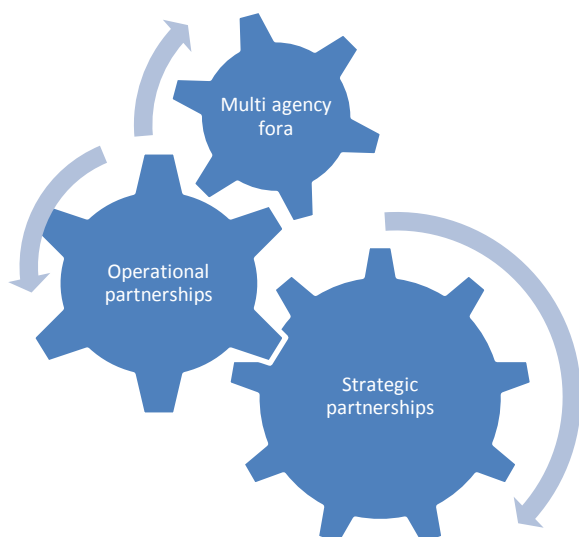 Multi agency
fora
Operational
partnerships
Strategic
partnerships